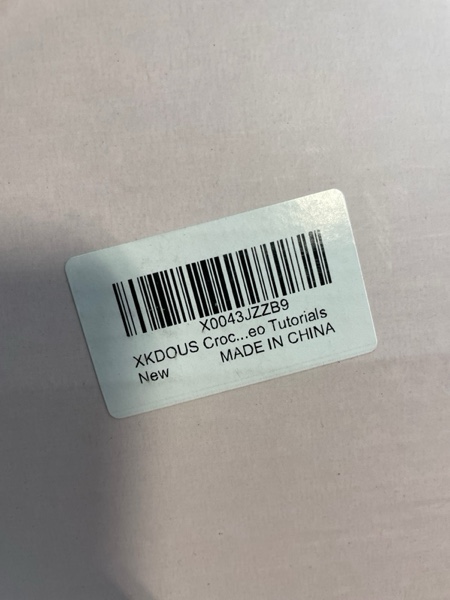 X0043JZZB9
XKDOUS Croc...eo Tutorials
New MADE IN CHINA